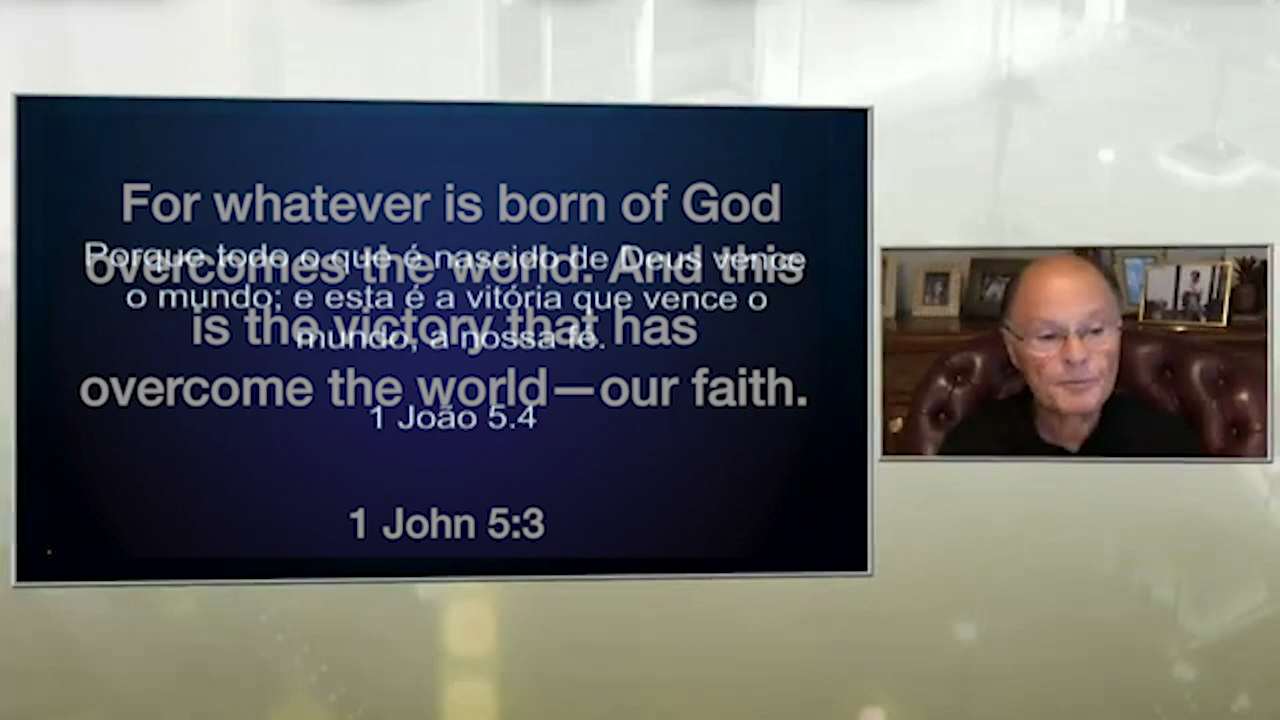 For whatever is born of God
overcomes the world. And this
is the victory that has
overcome the world—our faith.
1 John 5:3
Porque todo o que é nascido de Deus vence
o mundo; e esta é a vitória que vence o
mundo, a nossa fé.
1 João 5.4